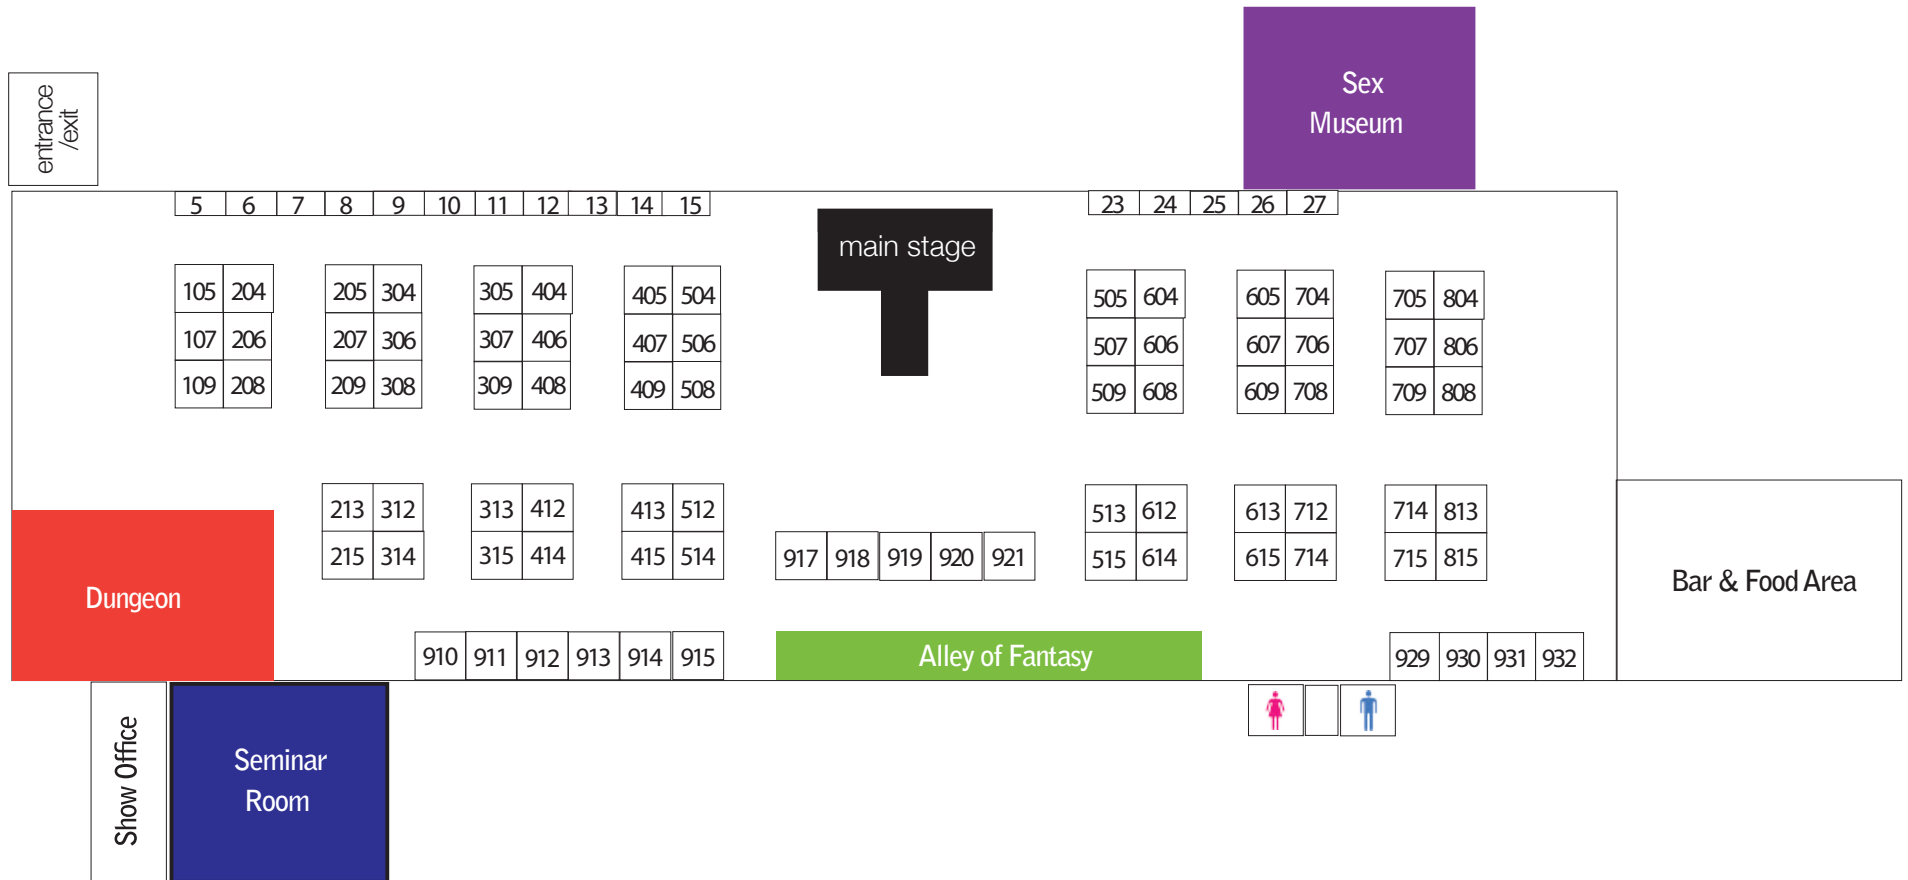 Sex
Museum
entrance
/exit
5 6 7 8 9 10 11 12 13 14 15
23 24 25 26 27
main stage
105 204 205 304 305 404 405 504
505 604 605 704 705 804
107 206 207 306 307 406 407 506
507 606 607 706 707 806
109 208 209 308 309 408 409 508
509 608 609 708 709 808
213 312 313 412 413 512
513 612 613 712 714 813
215 314 315 414 415 514
917 918 919 920 921
515 614 615 714 715 815
Dungeon
Bar & Food Area
910 911 912 913 914 915
Alley of Fantasy
929 930 931 932
Show Office
Seminar
Room